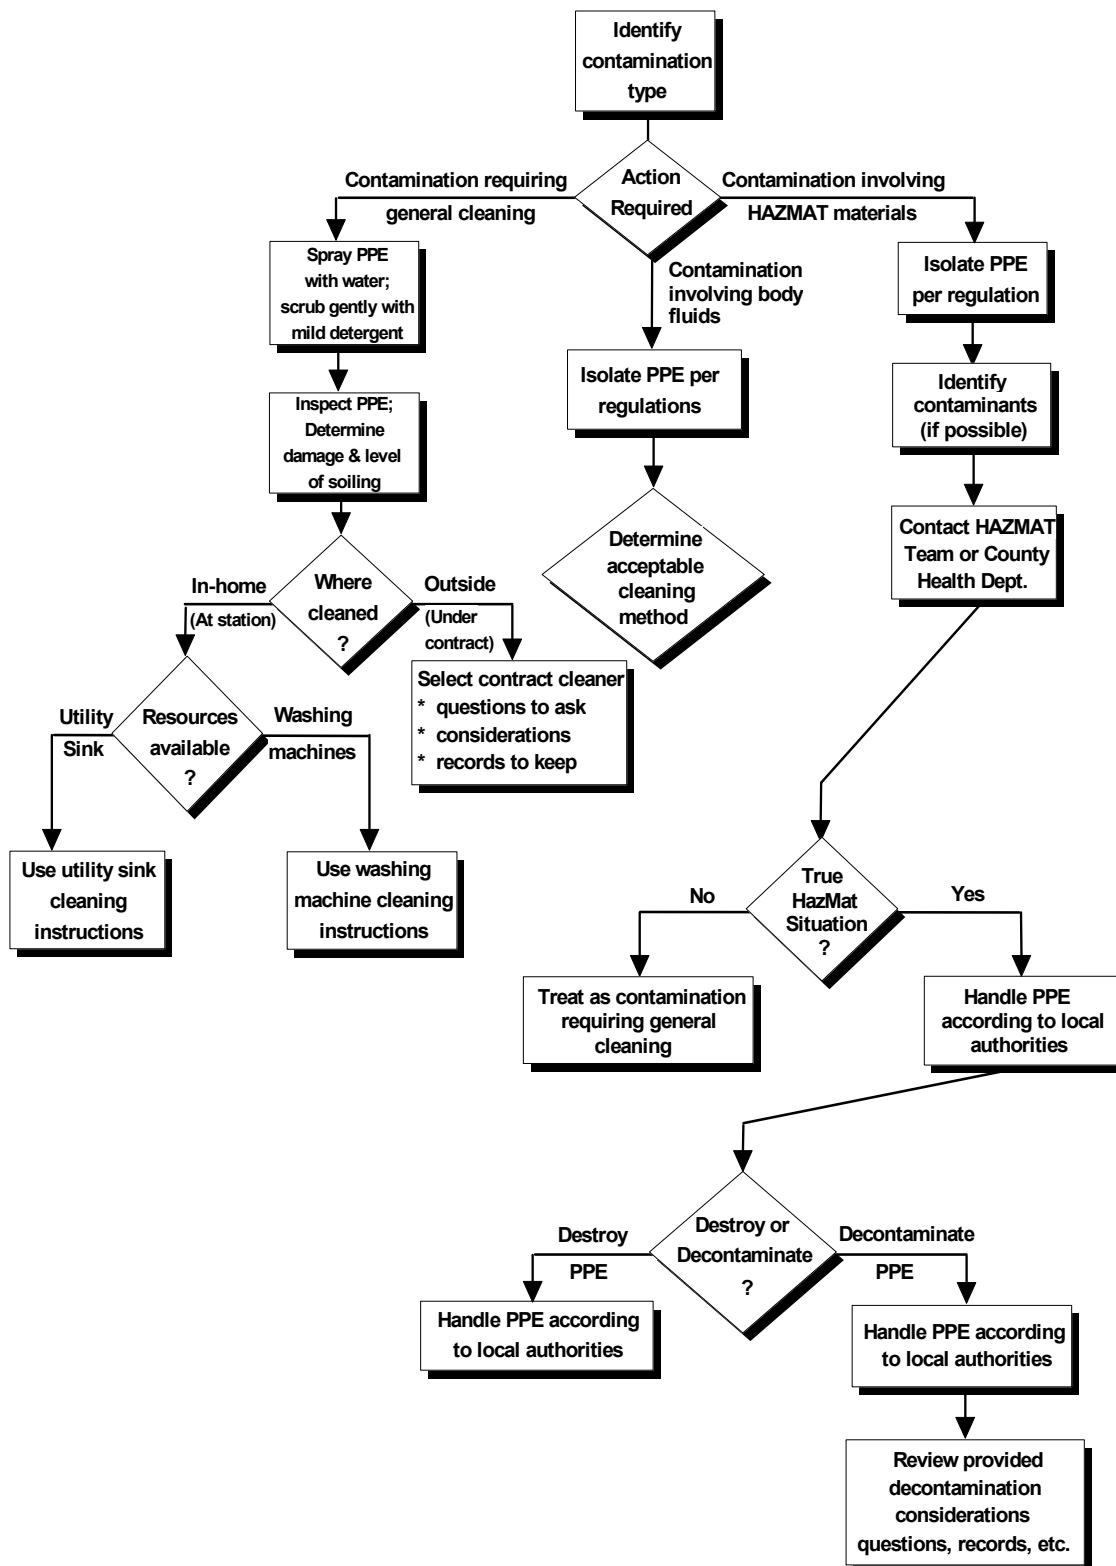 Identify
contamination
type
Action
Required
Contamination requiring
general cleaning
Contamination involving
HAZMAT materials
Contamination
involving body
fluids
Spray PPE
with water;
scrub gently with
mild detergent
Isolate PPE
per regulation
Isolate PPE per
regulations
Inspect PPE;
Determine
damage & level
of soiling
Identify
contaminants
(if possible)
Determine
acceptable
cleaning
method
Contact HAZMAT
Team or County
Health Dept.
Where
cleaned
?
In-home
(At station)
Outside
(Under
contract)
Select contract cleaner
* questions to ask
* considerations
* records to keep
Resources
available
?
Utility
Sink
Washing
machines
Use utility sink
cleaning
instructions
Use washing
machine cleaning
instructions
True
HazMat
Situation
?
No
Yes
Treat as contamination
requiring general
cleaning
Handle PPE
according to local
authorities
Destroy or
Decontaminate
?
Destroy
PPE
Decontaminate
PPE
Handle PPE according
to local authorities
Handle PPE according
to local authorities
Review provided
decontamination
considerations
questions, records, etc.